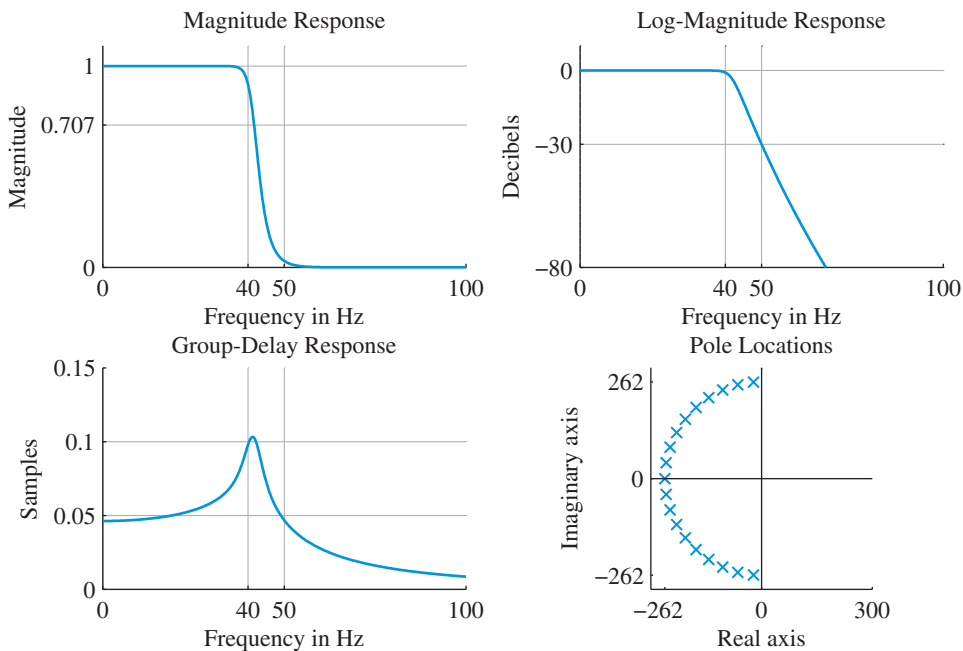 Magnitude Response
1
0.707
0
Magnitude
0 40 50 100
Frequency in Hz
Log-Magnitude Response
0
−30
−80
Decibels
0 40 50 100
Frequency in Hz
Group-Delay Response
0.15
0.1
0.05
0
Samples
0 40 50 100
Frequency in Hz
Pole Locations
262
0
−262
Imaginary axis
−262 0 300
Real axis